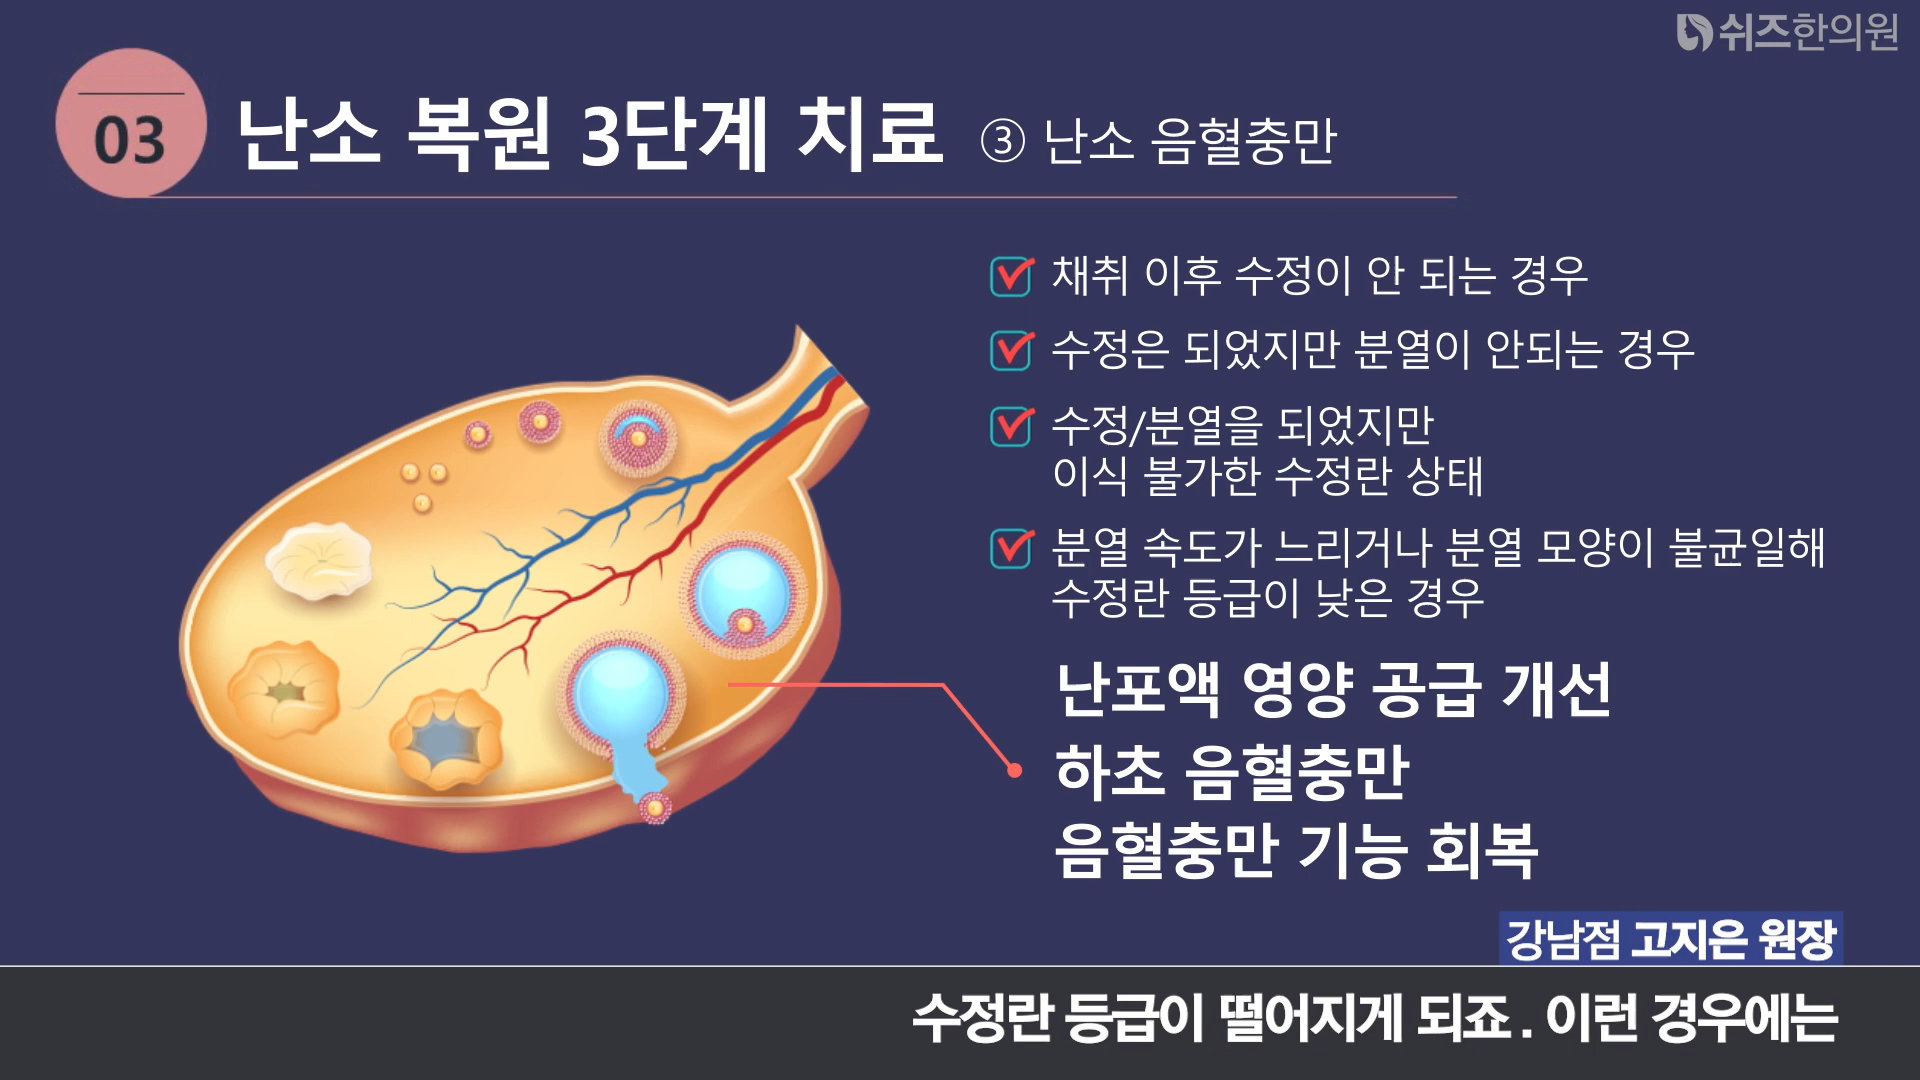 쉬즈한의원
03
난소 복원 3단계 치료 ③ 난소 음혈충만
채취 이후 수정이 안 되는 경우
수정은 되었지만 분열이 안되는 경우
수정/분열을 되었지만
이식 불가한 수정란 상태
분열 속도가 느리거나 분열 모양이 불균일해
수정란 등급이 낮은 경우
난포액 영양 공급 개선
하초 음혈충만
음혈충만 기능 회복
강남점 고지은 원장
수정란 등급이 떨어지게 되죠 . 이런 경우에는